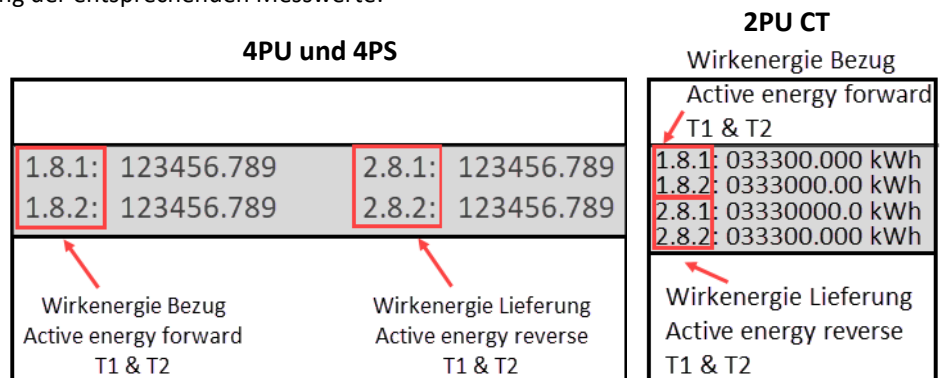 der entsprechenden Messwerte.
4PU und 4PS
1.8.1: 123456.789 2.8.1: 123456.789
1.8.2: 123456.789 2.8.2: 123456.789
Wirkenergie Bezug
Active energy forward
T1 & T2
Wirkenergie Lieferung
Active energy reverse
T1 & T2
2PU CT
Wirkenergie Bezug
Active energy forward
T1 & T2
1.8.1: 033300.000 kWh
1.8.2: 0333000.00 kWh
2.8.1: 03330000.0 kWh
2.8.2: 033300.000 kWh
Wirkenergie Lieferung
Active energy reverse
T1 & T2